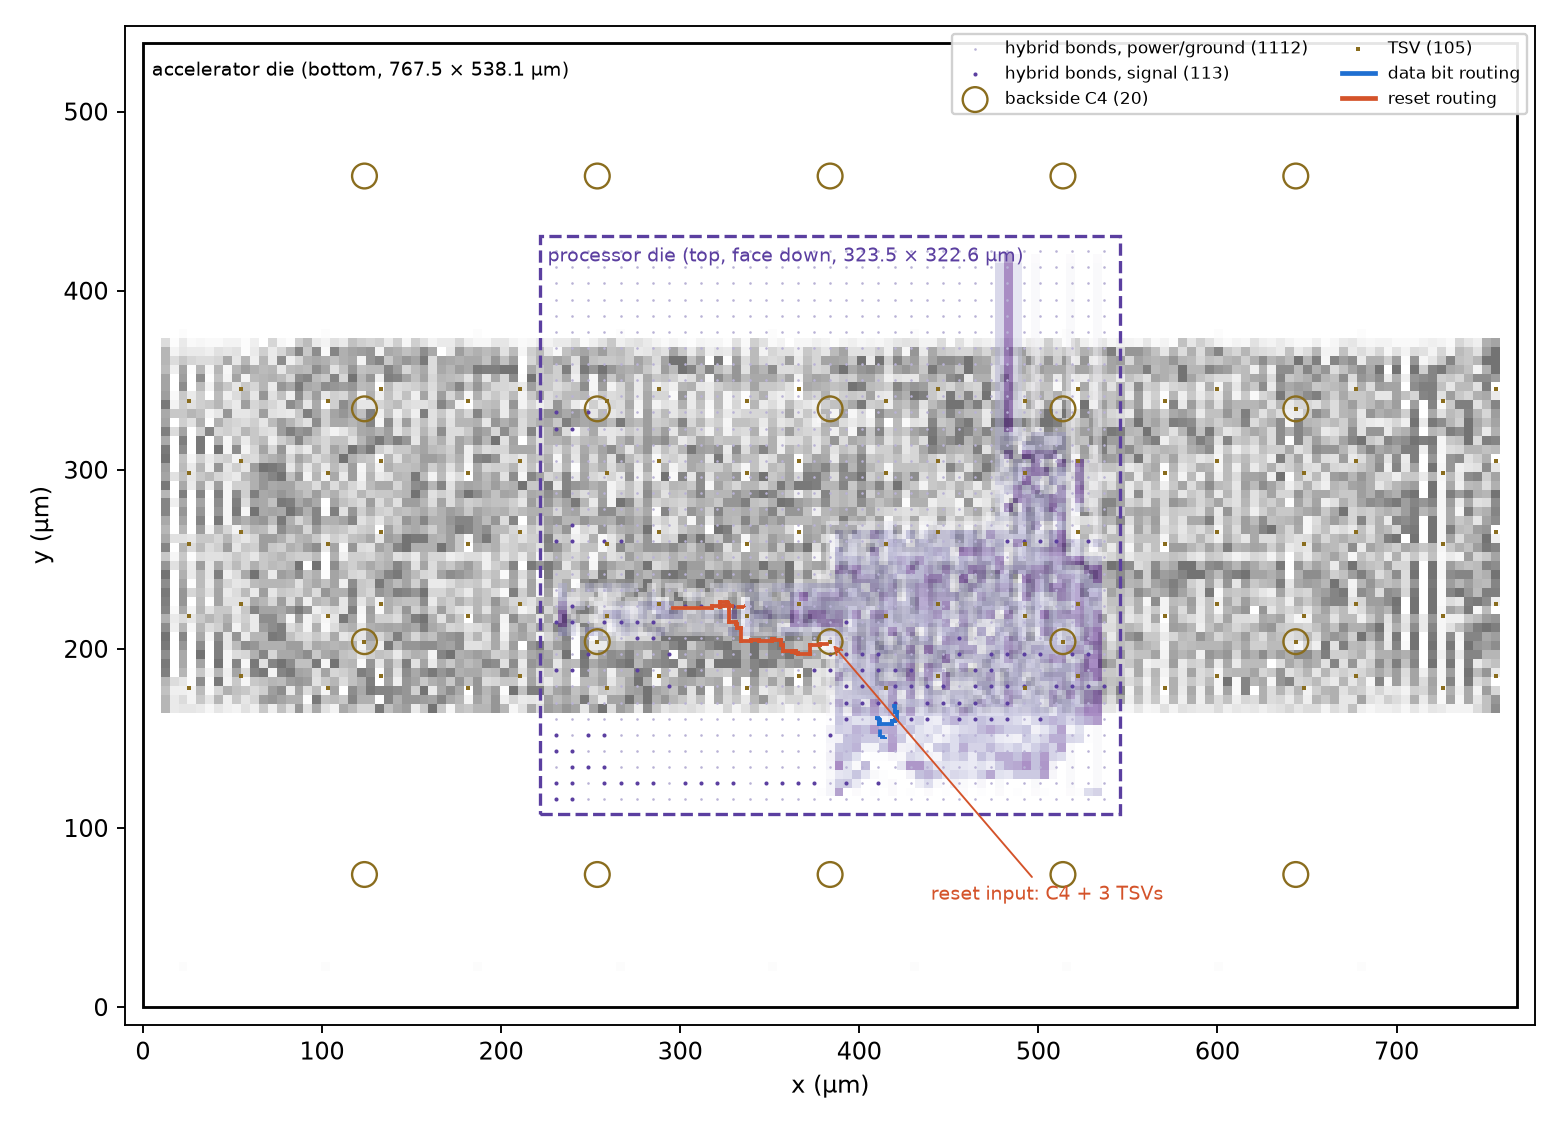 accelerator die (bottom, 767.5 × 538.1 μm)
hybrid bonds, power/ground (1112)
hybrid bonds, signal (113)
backside C4 (20)
TSV (105)
data bit routing
reset routing
processor die (top, face down, 323.5 × 322.6 μm)
reset input: C4 + 3 TSVs
500
400
300
200
100
0
y (μm)
0
100
200
300
400
500
600
700
x (μm)